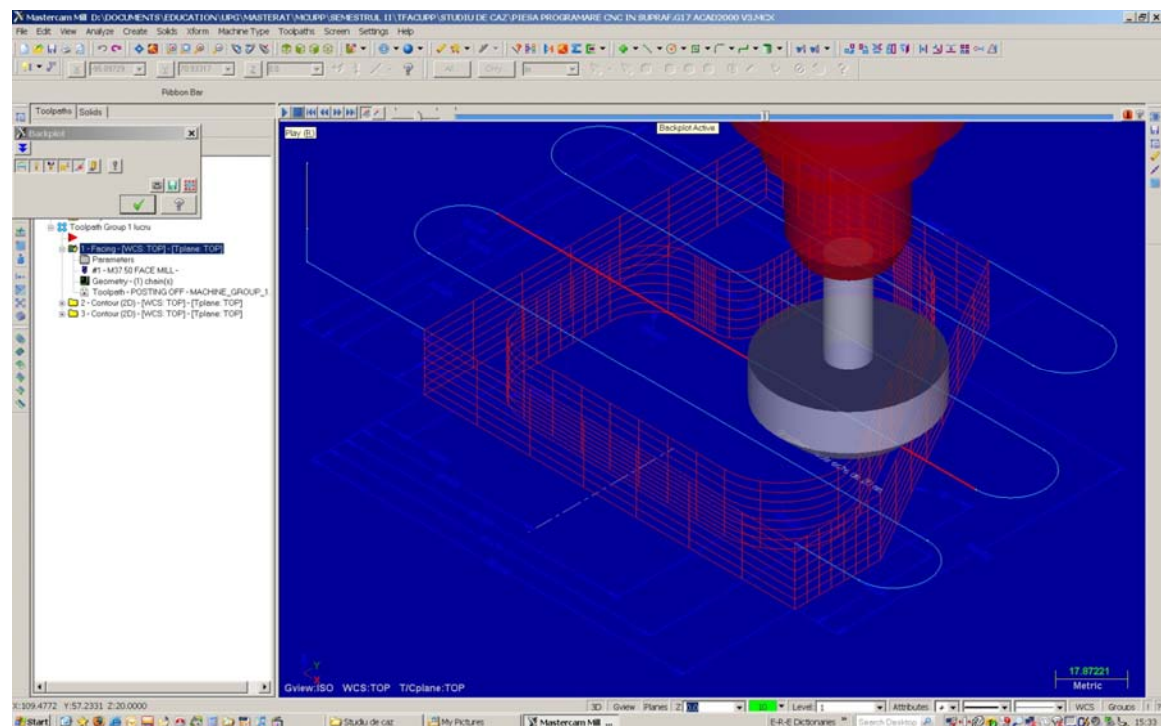 Mastercam Mill D:\DOCUMENTS\EDUCATION\UPG\MASTERAT\MCUPP\SEMESTRUL II\TFACUPP\STUDIU DE CAZ\PIESA PROGRAMARE CNC IN SUPRAF.G17 ACAD2000 V3.MCX
File Edit View Analyze Create Solids Xform Machine Type Toolpaths Screen Settings Help
Ribbon Bar
Toolpaths Solids
Backplot
Play (R)
Backplot Active
Toolpath Group 1 lucru
1 - Facing - [WCS: TOP] - [Tplane: TOP]
Parameters
#1 - M37.50 FACE MILL -
Geometry - (1) chain(s)
Toolpath - POSTING OFF - MACHINE_GROUP_1.
2 - Contour (2D) - [WCS: TOP] - [Tplane: TOP]
3 - Contour (2D) - [WCS: TOP] - [Tplane: TOP]
Y
X
Gview:ISO WCS:TOP T/Cplane:TOP
17.87221
Metric
X:109.4772 Y:57.2331 Z:20.0000
3D Gview Planes Z 0.0 10 Level 1 Attributes WCS Groups ?
Start Studiu de caz My Pictures Mastercam Mill ... E-R-E Dictionaries Search Desktop